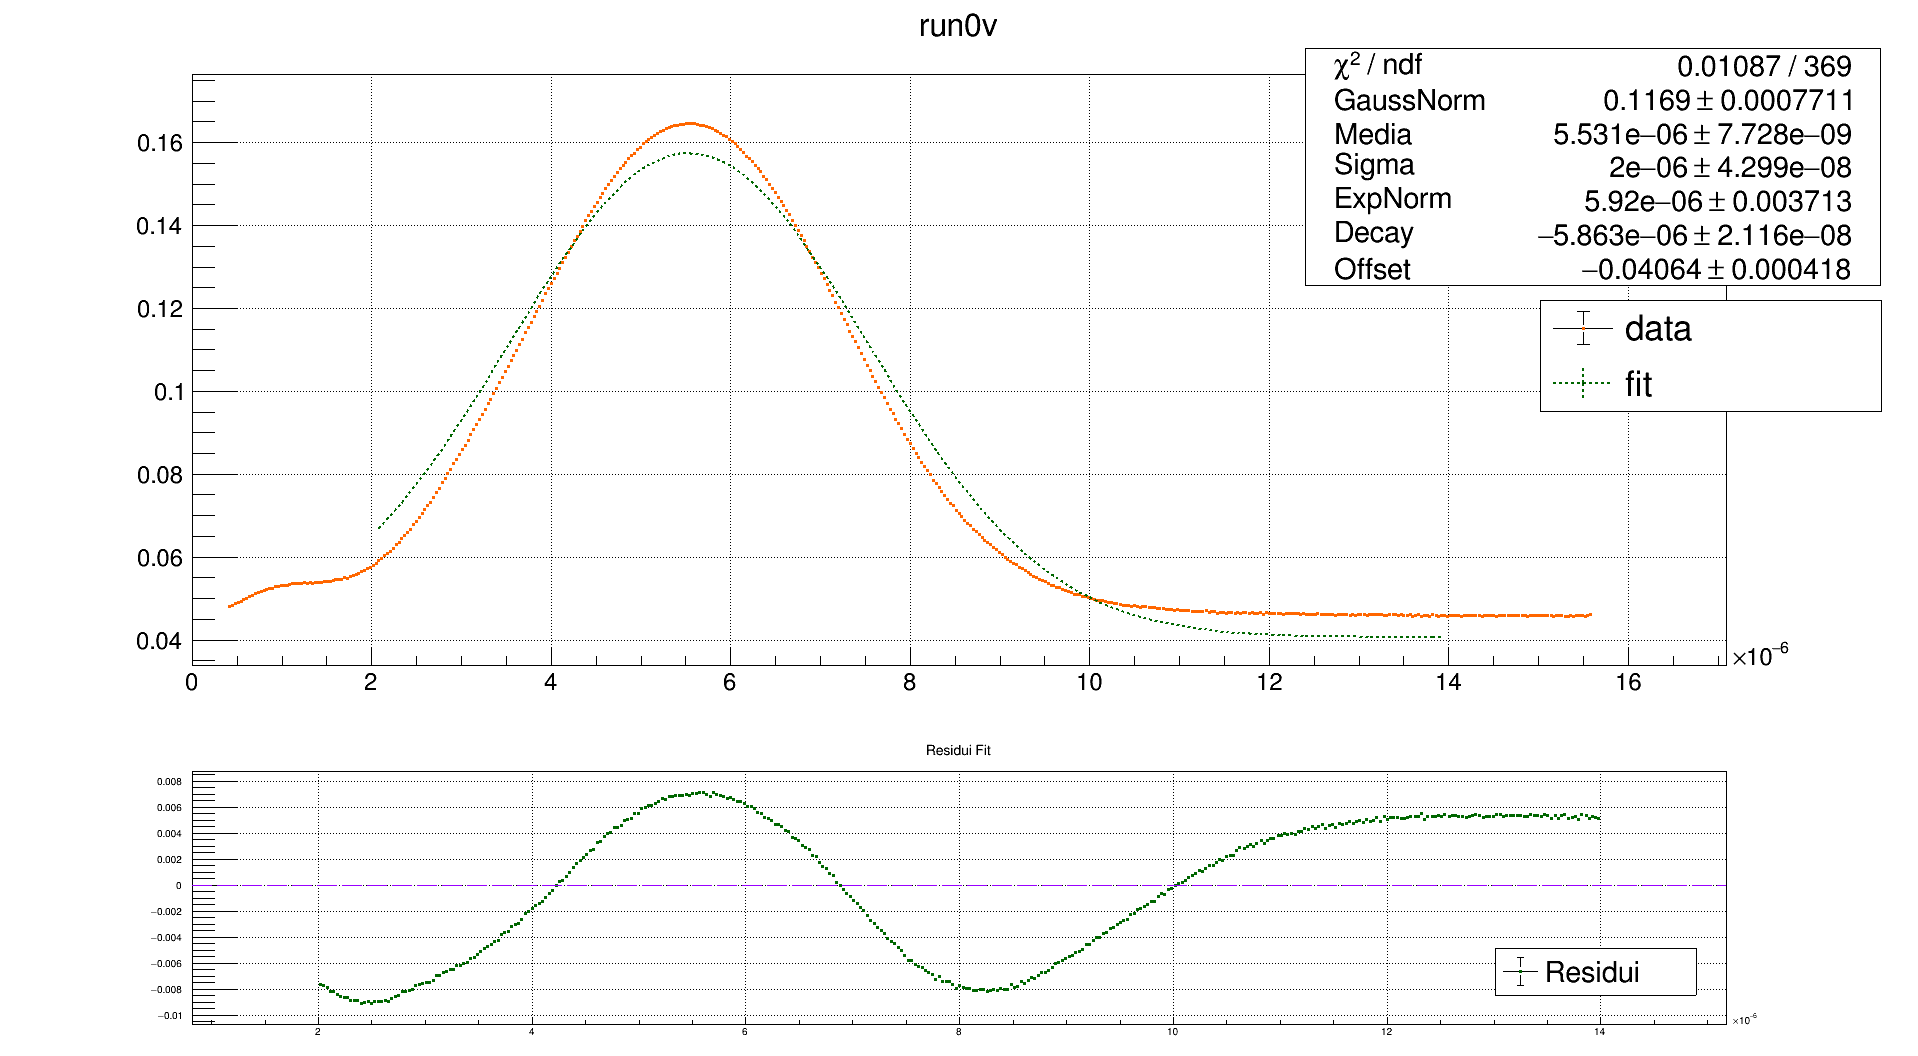 run0v
χ² / ndf 0.01087 / 369
GaussNorm 0.1169 ± 0.0007711
Media 5.531e−06 ± 7.728e−09
Sigma 2e−06 ± 4.299e−08
ExpNorm 5.92e−06 ± 0.003713
Decay −5.863e−06 ± 2.116e−08
Offset −0.04064 ± 0.000418
data
fit
0.16
0.14
0.12
0.1
0.08
0.06
0.04
0 2 4 6 8 10 12 14 16
×10⁻⁶
Residui Fit
0.008
0.006
0.004
0.002
0
−0.002
−0.004
−0.006
−0.008
−0.01
Residui
2 4 6 8 10 12 14
×10⁻⁶